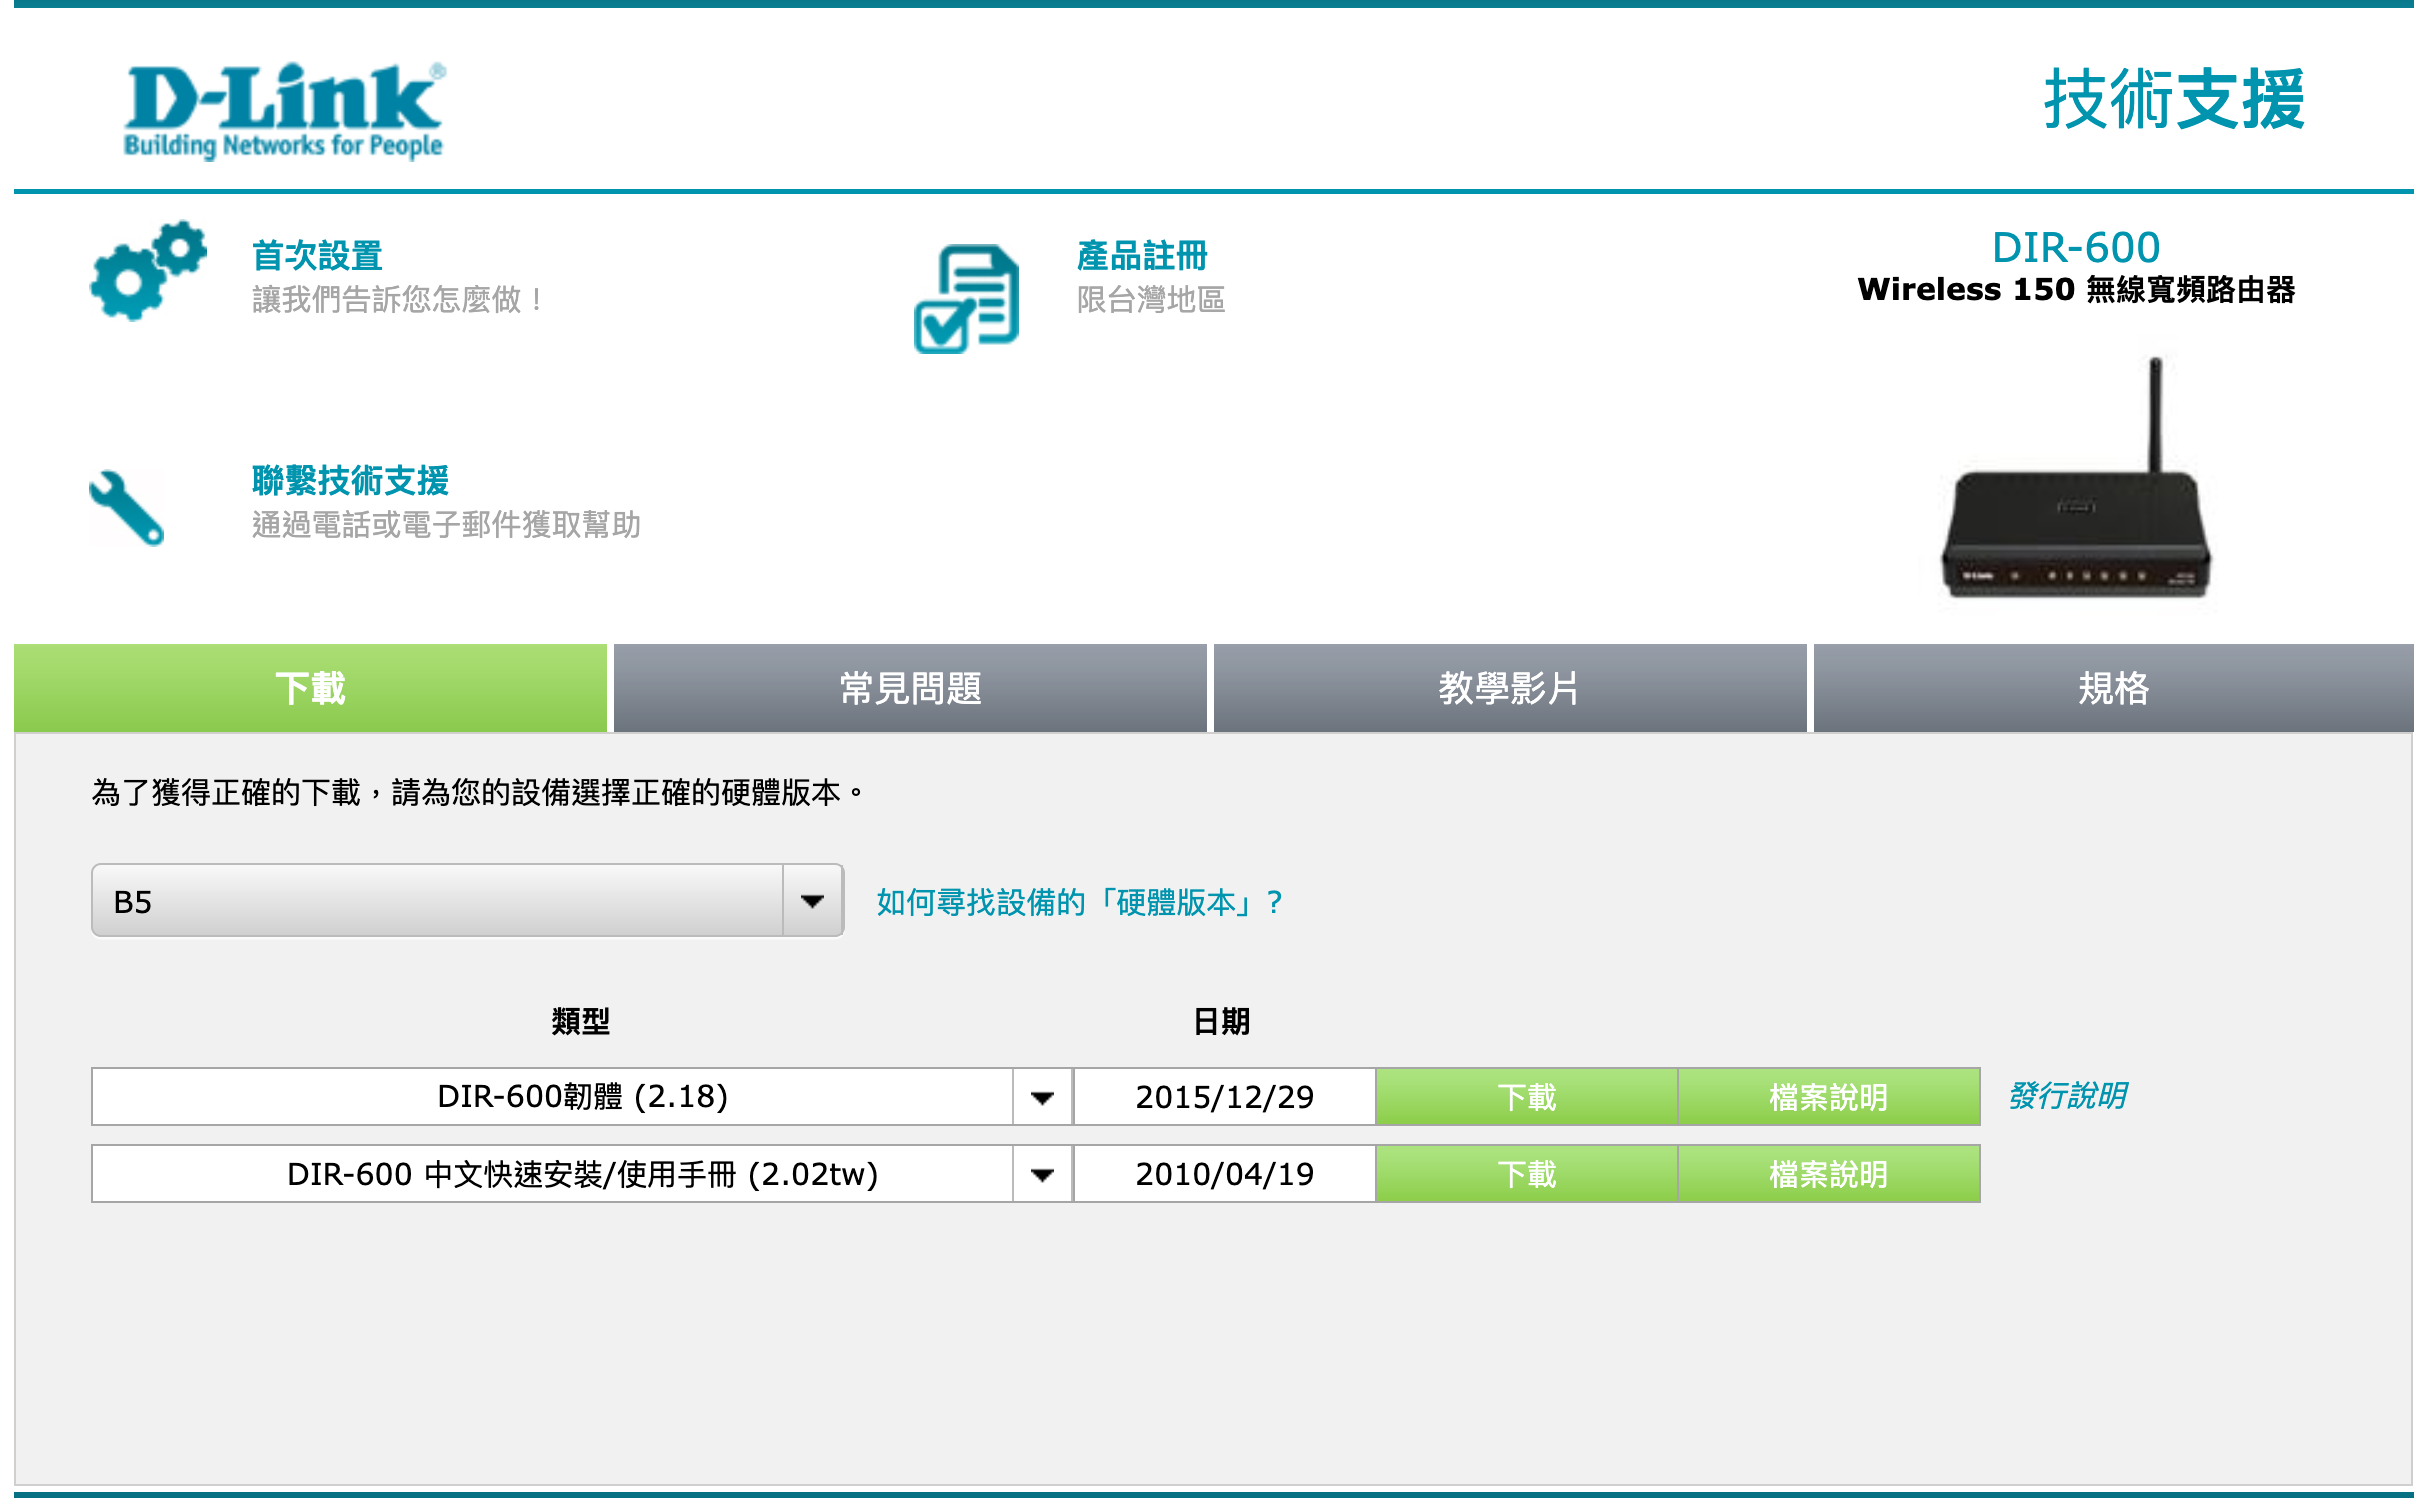 D-Link®
Building Networks for People
技術支援
首次設置
讓我們告訴您怎麼做！
產品註冊
限台灣地區
DIR-600
Wireless 150 無線寬頻路由器
聯繫技術支援
通過電話或電子郵件獲取幫助
下載 常見問題 教學影片 規格
為了獲得正確的下載，請為您的設備選擇正確的硬體版本。
B5 如何尋找設備的「硬體版本」?
類型 日期
DIR-600韌體 (2.18) 2015/12/29 下載 檔案說明 發行說明
DIR-600 中文快速安裝/使用手冊 (2.02tw) 2010/04/19 下載 檔案說明